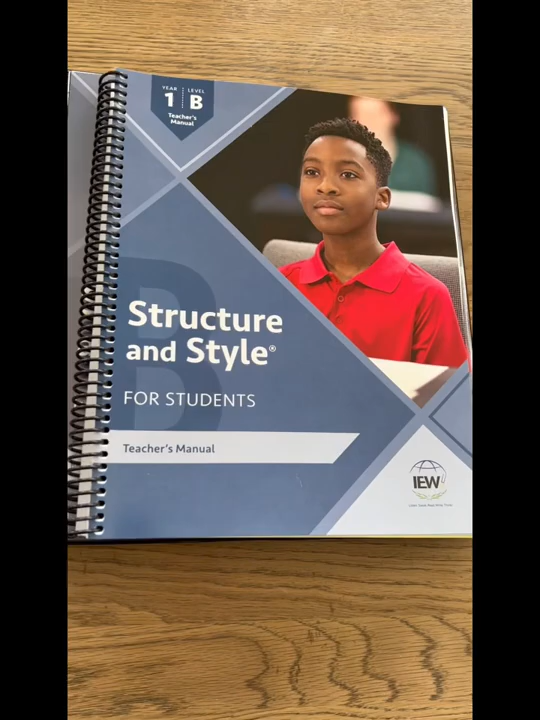 YEAR LEVEL
1 B
Teacher's
Manual
Structure
and Style®
FOR STUDENTS
Teacher's Manual
IEW